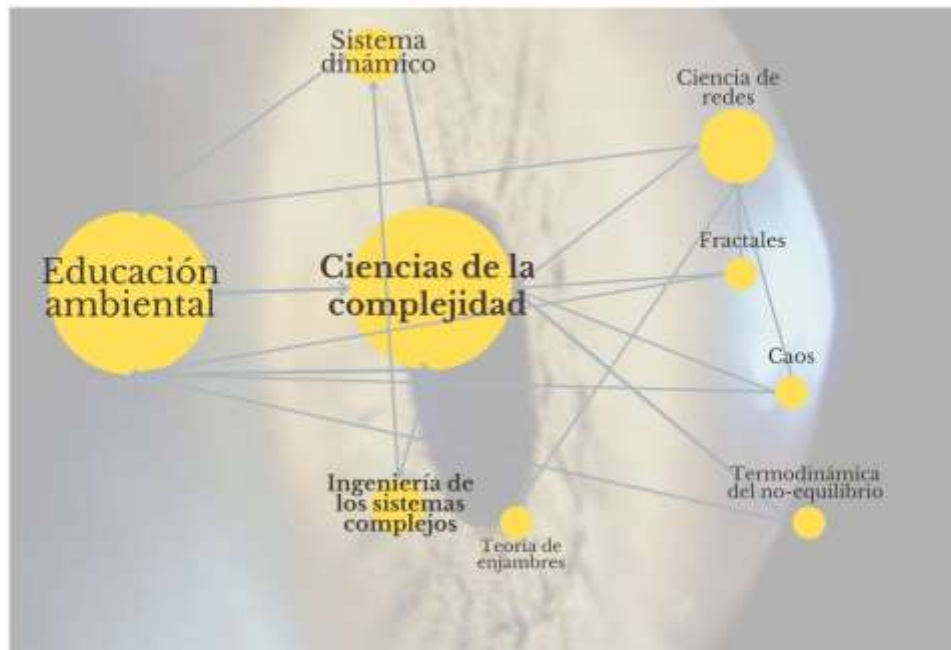 Sistema
dinámico
Ciencia de
redes
Fractales
Educación
ambiental
Ciencias de la
complejidad
Caos
Ingeniería de
los sistemas
complejos
Teoría de
enjambres
Termodinámica
del no-equilibrio